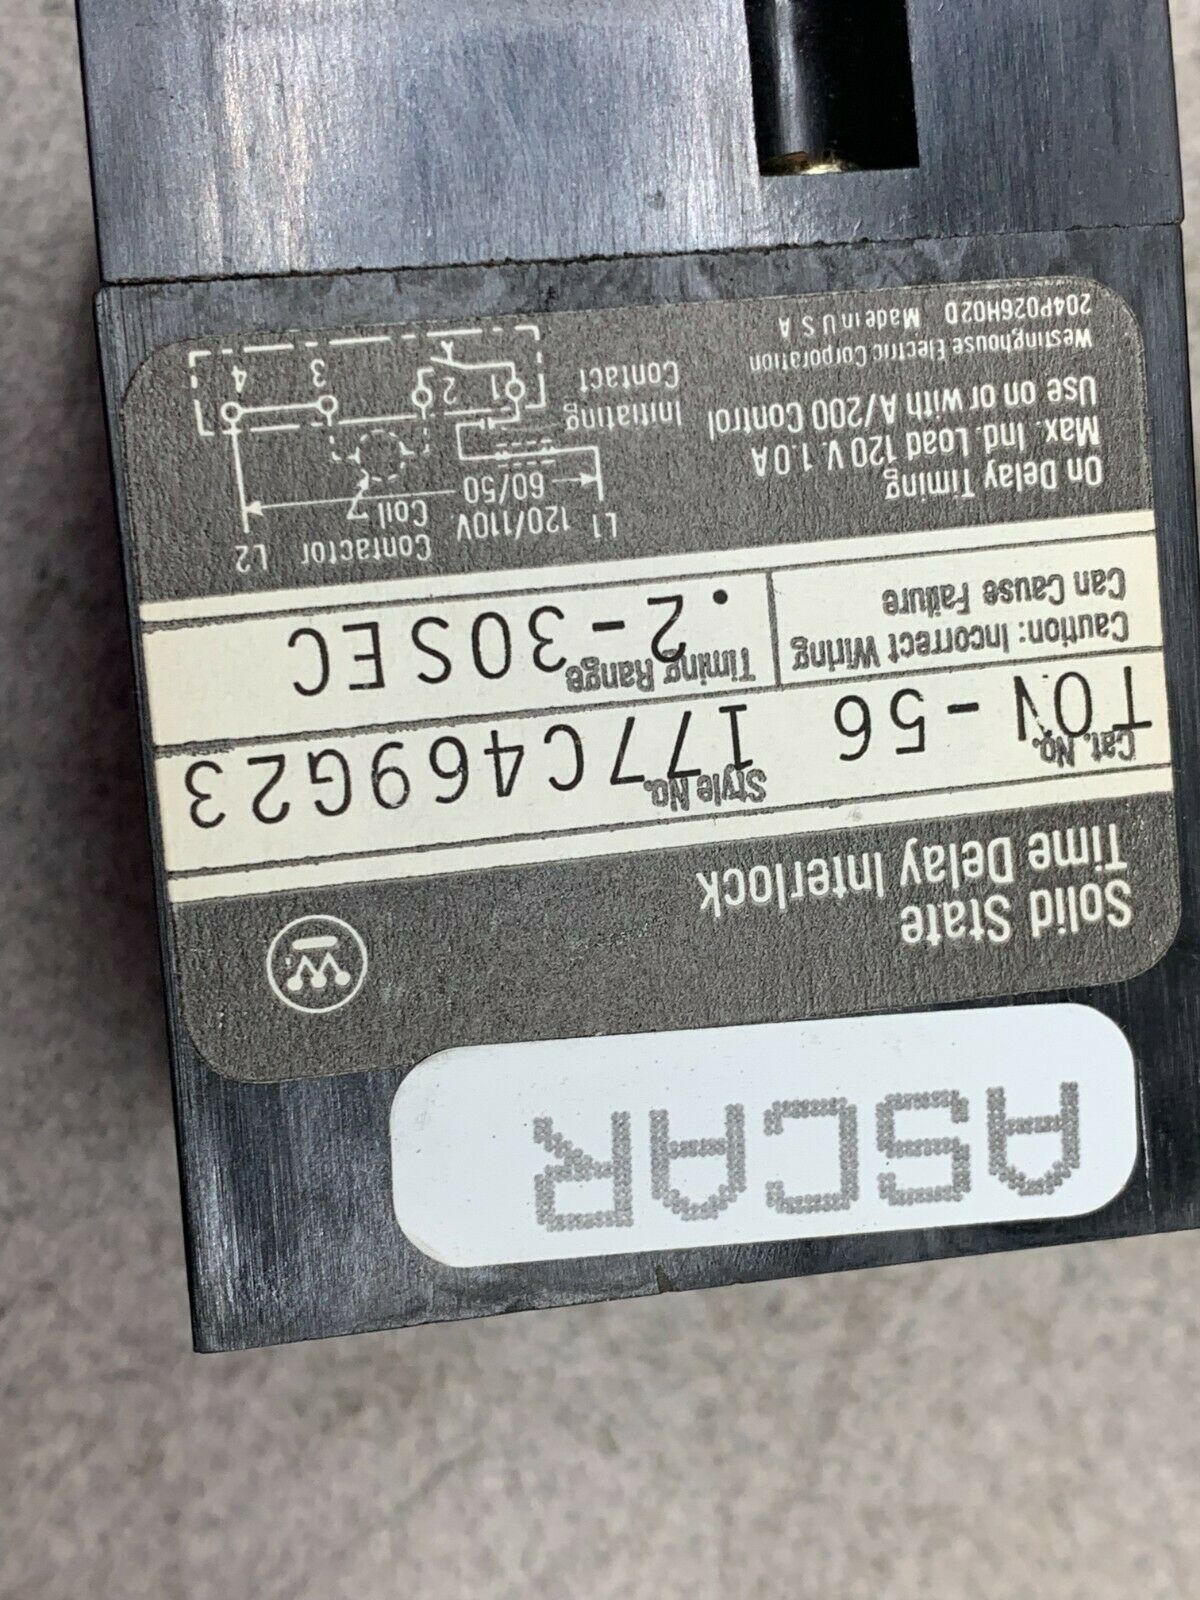 ASCAR
Solid State
Time Delay Interlock
W
Cat. No. Style No.
TON-56 177C469G23
Caution: Incorrect Wiring
Can Cause Failure
Timing Range
.2-30SEC
On Delay Timing
Max. Ind. Load 120 V. 1.0 A
Use on or with A/200 Control
Westinghouse Electric Corporation
204P026H02D Made in U S A
L1 120/110V. Contactor L2
60/50 Coil
Initiating
Contact
1 2 3 4